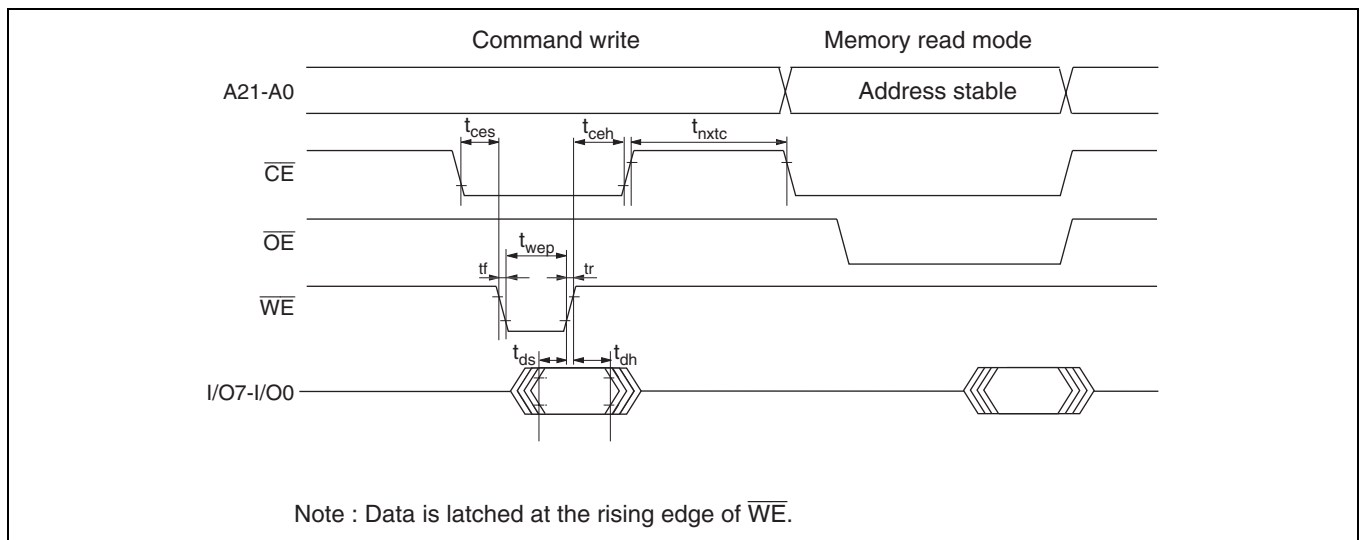 Command write Memory read mode
A21-A0 Address stable
tces tceh tnxtc
CE
OE
twep
tf tr
WE
tds tdh
I/O7-I/O0
Note : Data is latched at the rising edge of WE.